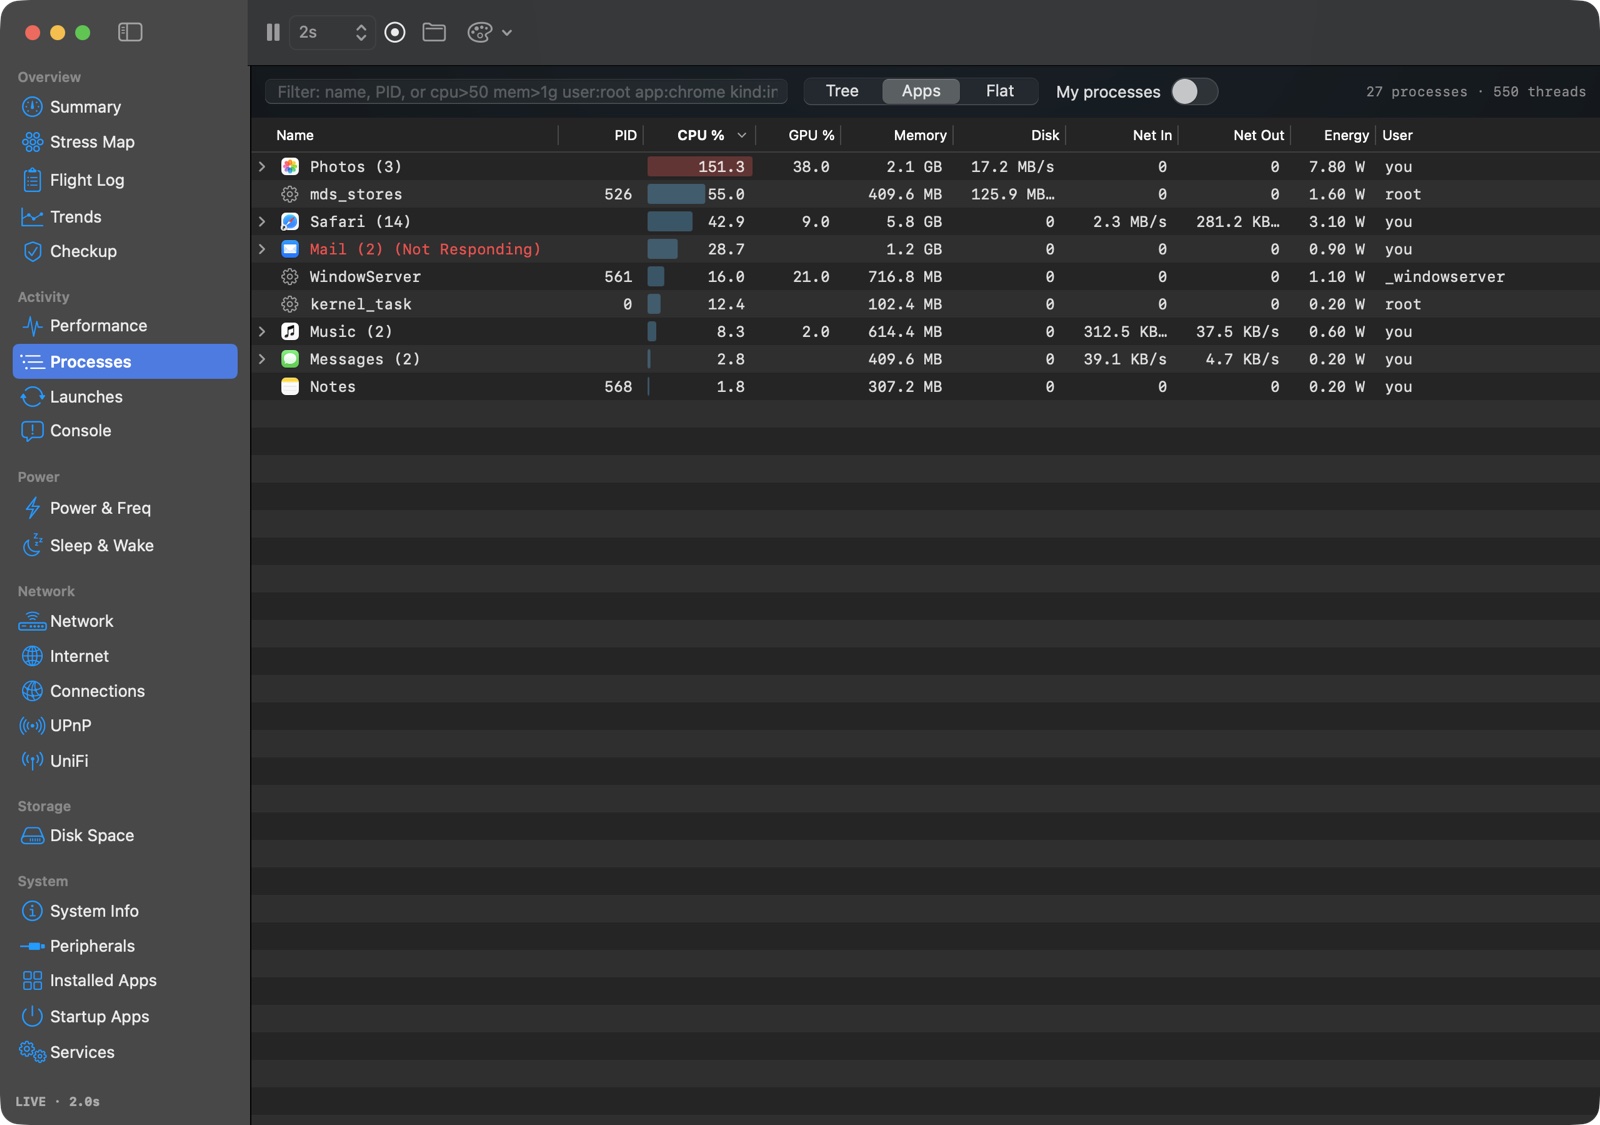 2s
Overview
Summary
Stress Map
Flight Log
Trends
Checkup
Activity
Performance
Processes
Launches
Console
Power
Power & Freq
Sleep & Wake
Network
Network
Internet
Connections
UPnP
UniFi
Storage
Disk Space
System
System Info
Peripherals
Installed Apps
Startup Apps
Services
LIVE · 2.0s
Filter: name, PID, or cpu>50 mem>1g user:root app:chrome kind:ir
Tree Apps Flat My processes 27 processes · 550 threads
Name PID CPU % GPU % Memory Disk Net In Net Out Energy User
Photos (3) 151.3 38.0 2.1 GB 17.2 MB/s 0 0 7.80 W you
mds_stores 526 55.0 409.6 MB 125.9 MB… 0 0 1.60 W root
Safari (14) 42.9 9.0 5.8 GB 0 2.3 MB/s 281.2 KB… 3.10 W you
Mail (2) (Not Responding) 28.7 1.2 GB 0 0 0 0.90 W you
WindowServer 561 16.0 21.0 716.8 MB 0 0 0 1.10 W _windowserver
kernel_task 0 12.4 102.4 MB 0 0 0 0.20 W root
Music (2) 8.3 2.0 614.4 MB 0 312.5 KB… 37.5 KB/s 0.60 W you
Messages (2) 2.8 409.6 MB 0 39.1 KB/s 4.7 KB/s 0.20 W you
Notes 568 1.8 307.2 MB 0 0 0 0.20 W you